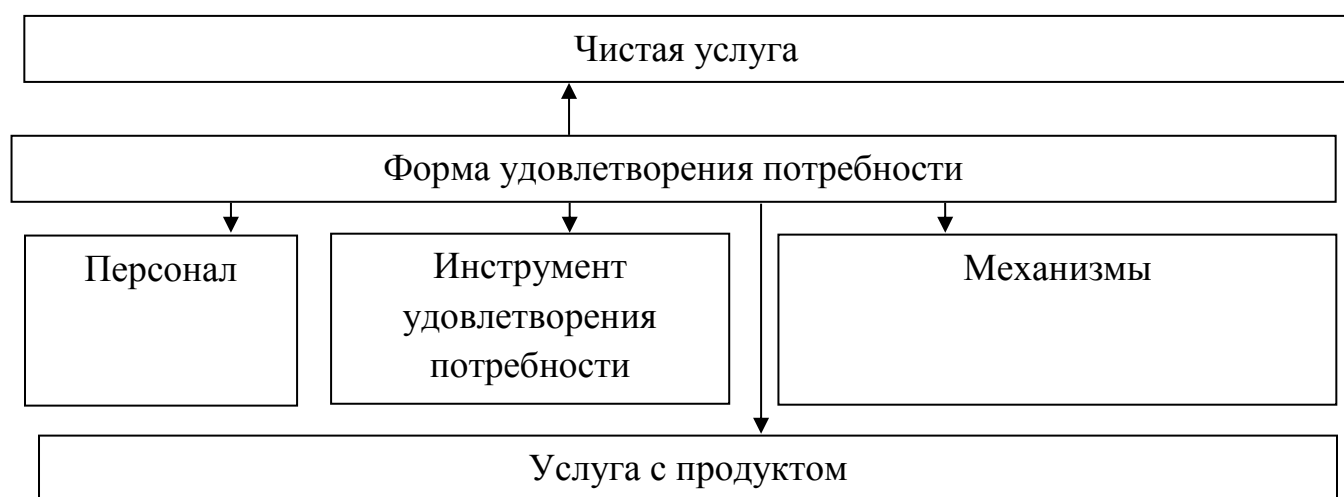 Чистая услуга
Форма удовлетворения потребности
Персонал
Инструмент
удовлетворения
потребности
Механизмы
Услуга с продуктом